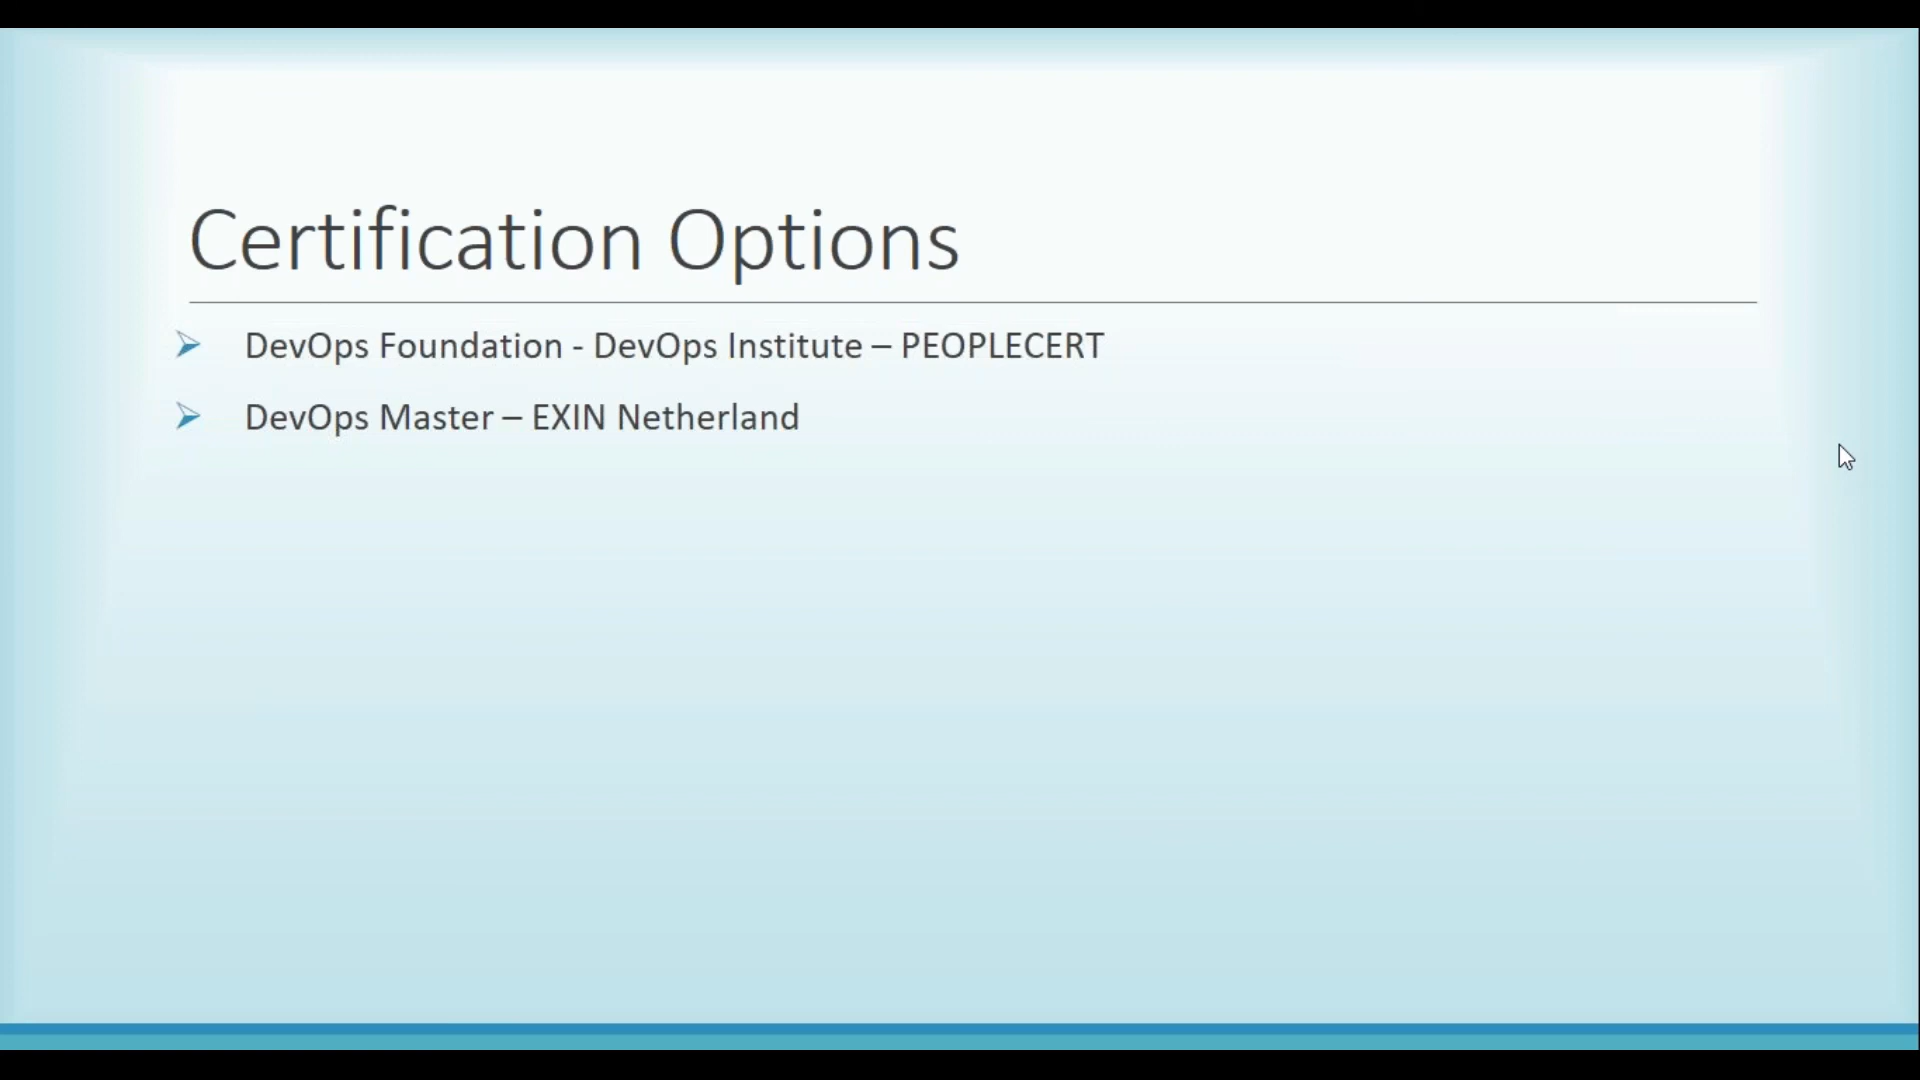 Certification Options
DevOps Foundation - DevOps Institute – PEOPLECERT
DevOps Master – EXIN Netherland